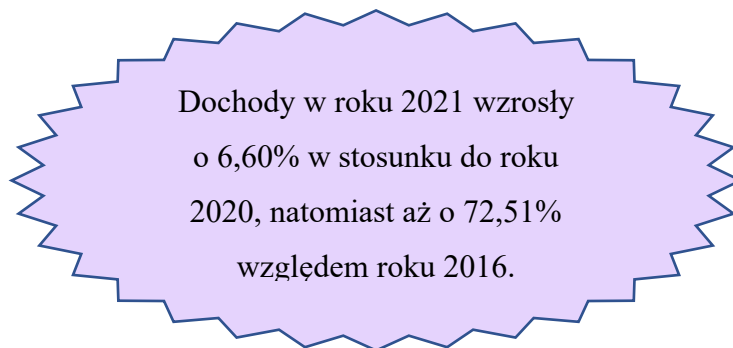 Dochody w roku 2021 wzrosły
o 6,60% w stosunku do roku
2020, natomiast aż o 72,51%
względem roku 2016.